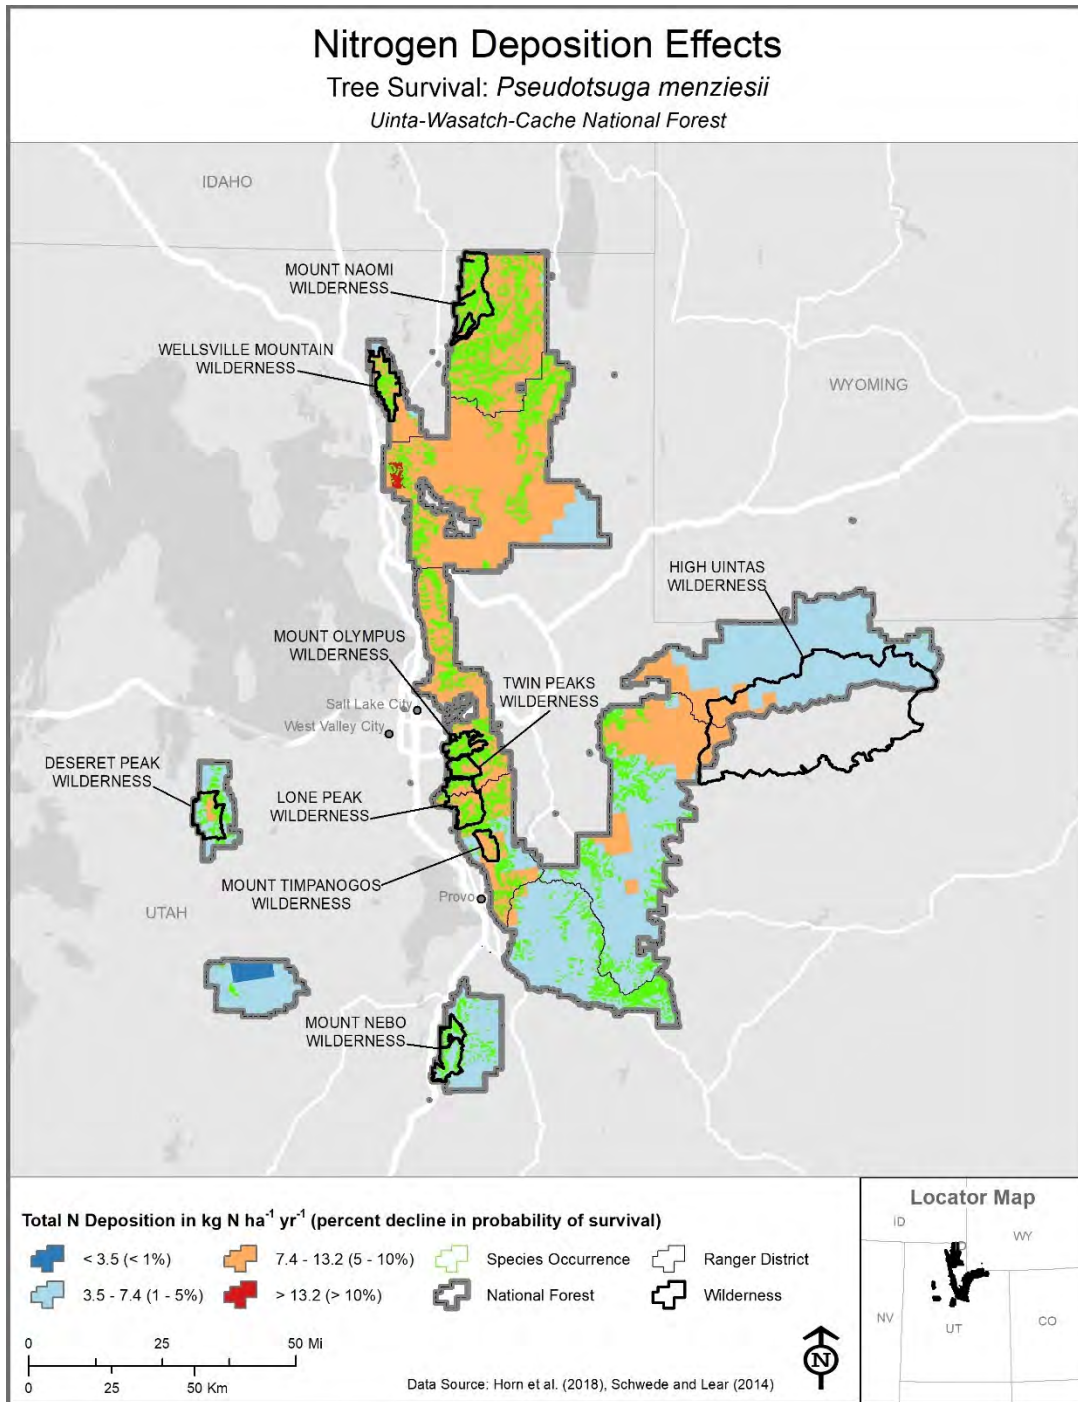 Nitrogen Deposition Effects
Tree Survival: Pseudotsuga menziesii
Uinta-Wasatch-Cache National Forest
IDAHO
MOUNT NAOMI
WILDERNESS
WELLSVILLE MOUNTAIN
WILDERNESS
WYOMING
HIGH UINTAS
WILDERNESS
MOUNT OLYMPUS
WILDERNESS
TWIN PEAKS
WILDERNESS
Salt Lake City
West Valley City
DESERET PEAK
WILDERNESS
LONE PEAK
WILDERNESS
MOUNT TIMPANOGOS
WILDERNESS
Provo
UTAH
MOUNT NEBO
WILDERNESS
Total N Deposition in kg N ha-1 yr-1 (percent decline in probability of survival)
< 3.5 (< 1%)
7.4 - 13.2 (5 - 10%)
Species Occurrence
Ranger District
3.5 - 7.4 (1 - 5%)
> 13.2 (> 10%)
National Forest
Wilderness
0 25 50 Mi
0 25 50 Km
N
Data Source: Horn et al. (2018), Schwede and Lear (2014)
Locator Map
ID
WY
NV
UT
CO